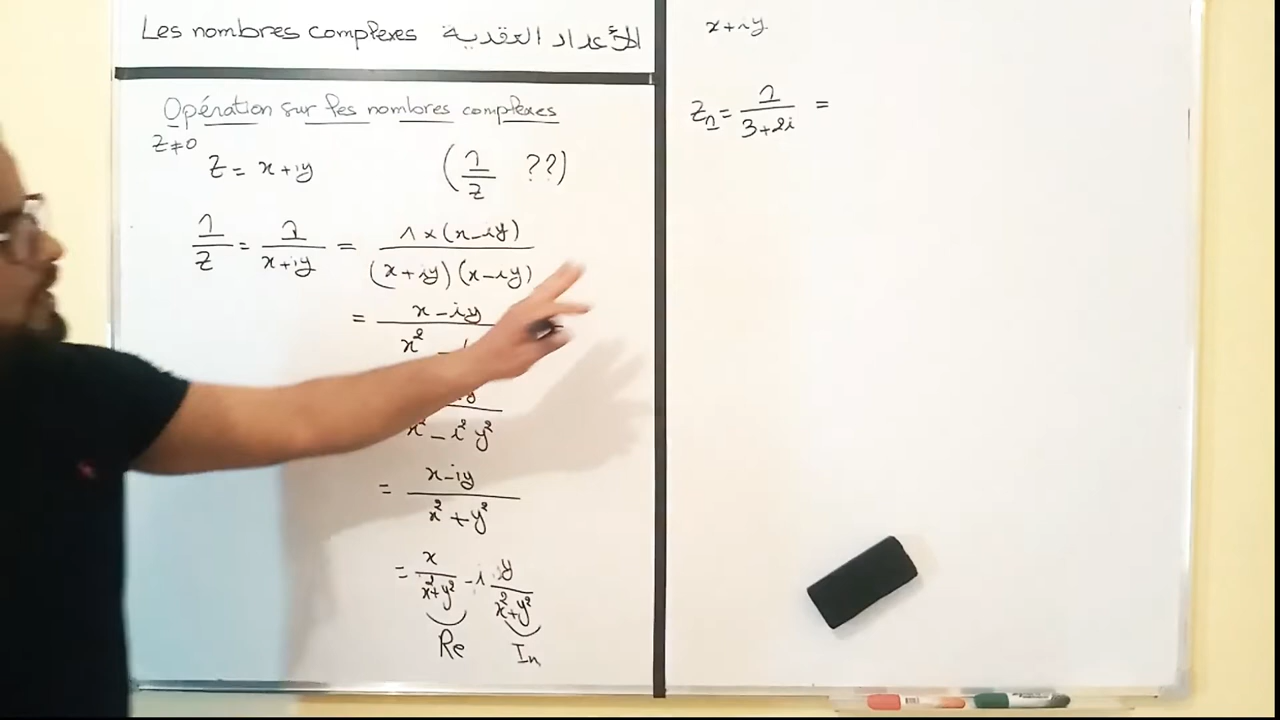 Les nombres complexes الأعداد العقدية
Opération sur les nombres complexes
Z≠0
Z = x+iy (1/Z ??)
1/Z = 1/(x+iy) = 1×(x-iy)/((x+iy)(x-iy))
= (x-iy)/(x² -
x² - i² y²
= (x-iy)/(x² + y²)
= x/(x²+y²) - i y/(x²+y²)
Re In
x+iy
Z₁ = 1/(3+2i) =